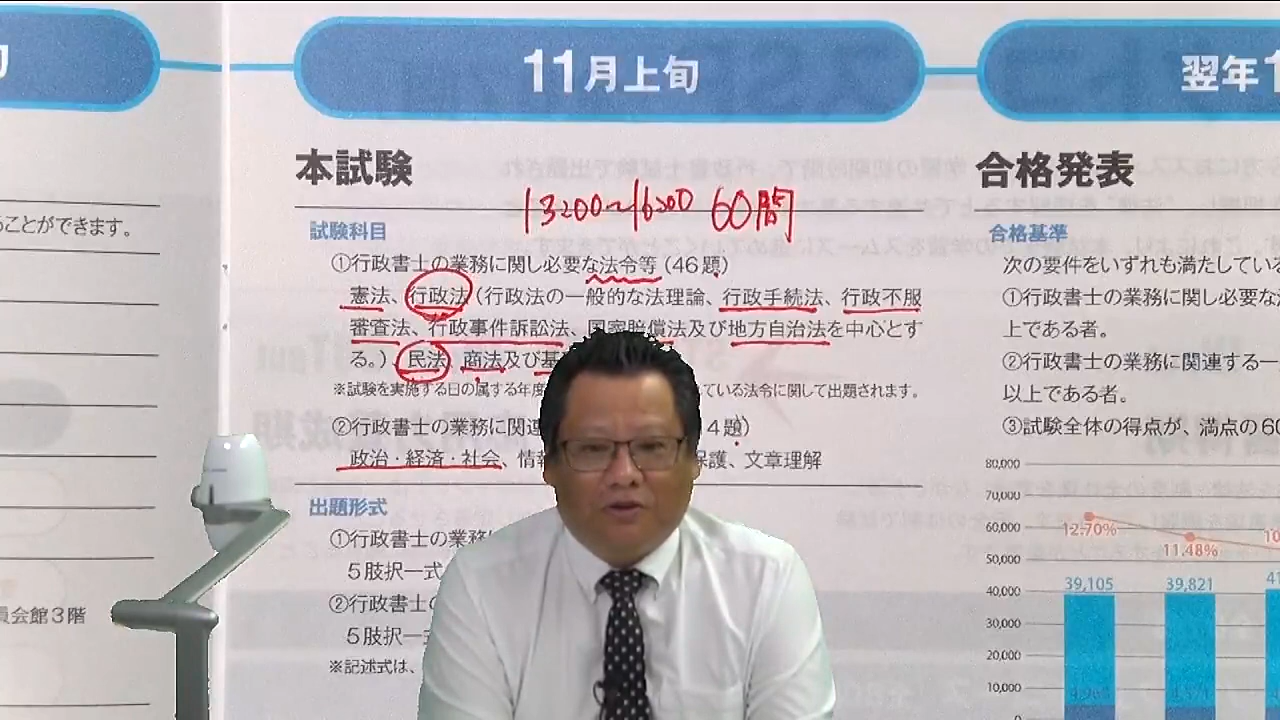 旬
11月上旬
翌年1
本試験
合格発表
13:00〜16:00 60問
ることができます。
試験科目
①行政書士の業務に関し必要な法令等(46題)
憲法、行政法(行政法の一般的な法理論、行政手続法、行政不服
審査法、行政事件訴訟法、国家賠償法及び地方自治法を中心とす
る。)、民法、商法及び基
※試験を実施する日の属する年度
ている法令に関して出題されます。
②行政書士の業務に関連
4題)
政治・経済・社会、情報
保護、文章理解
出題形式
①行政書士の業務
5肢択一式
②行政書士の
5肢択一式
※記述式は、
員会館3階
合格基準
次の要件をいずれも満たしている
①行政書士の業務に関し必要な
上である者。
②行政書士の業務に関連する一
以上である者。
③試験全体の得点が、満点の60
80,000
70,000
60,000
50,000
40,000
30,000
20,000
10,000
0
12.70%
11.48%
10
39,105
39,821
41
4,968
4,571